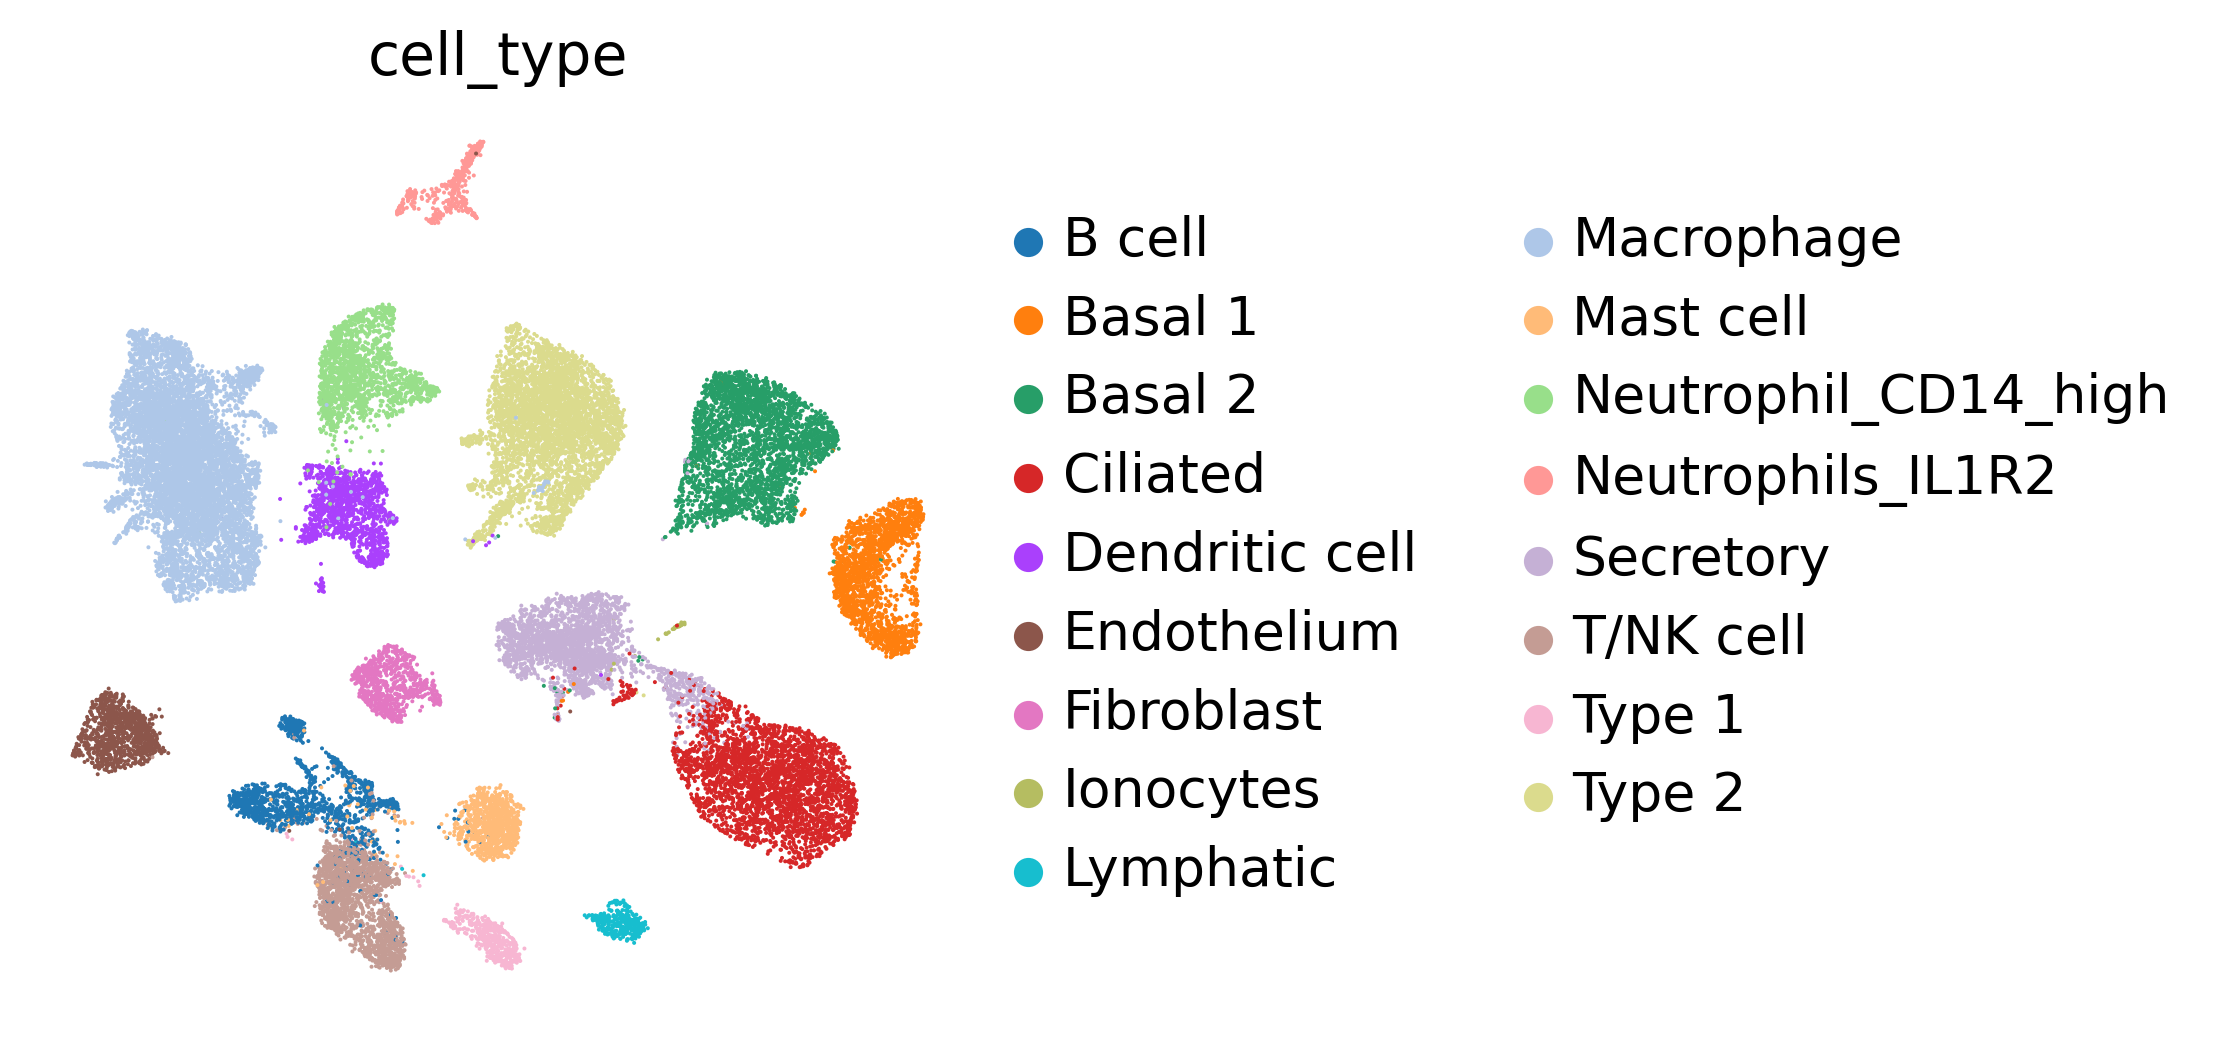 cell_type
B cell
Basal 1
Basal 2
Ciliated
Dendritic cell
Endothelium
Fibroblast
Ionocytes
Lymphatic
Macrophage
Mast cell
Neutrophil_CD14_high
Neutrophils_IL1R2
Secretory
T/NK cell
Type 1
Type 2